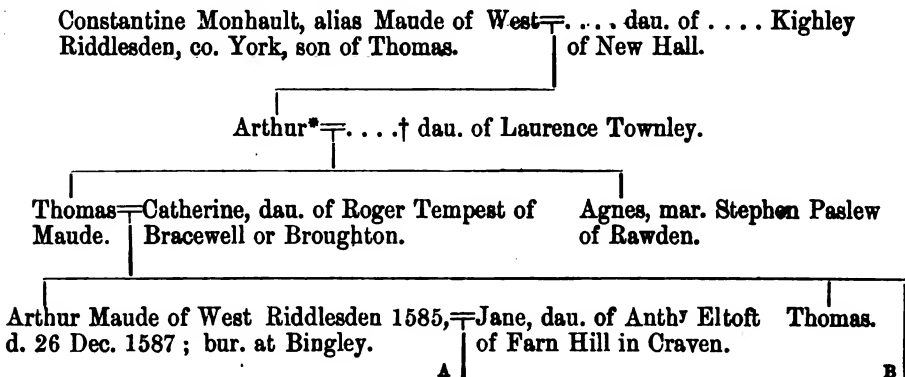 Constantine Monhault, alias Maude of West╤.... dau. of .... Kighley
Riddlesden, co. York, son of Thomas. of New Hall.
Arthur*╤....† dau. of Laurence Townley.
Thomas╤Catherine, dau. of Roger Tempest of Agnes, mar. Stephen Paslew
Maude. Bracewell or Broughton. of Rawden.
Arthur Maude of West Riddlesden 1585,╤Jane, dau. of Anthʸ Eltoft Thomas.
d. 26 Dec. 1587 ; bur. at Bingley. of Farn Hill in Craven.
A B